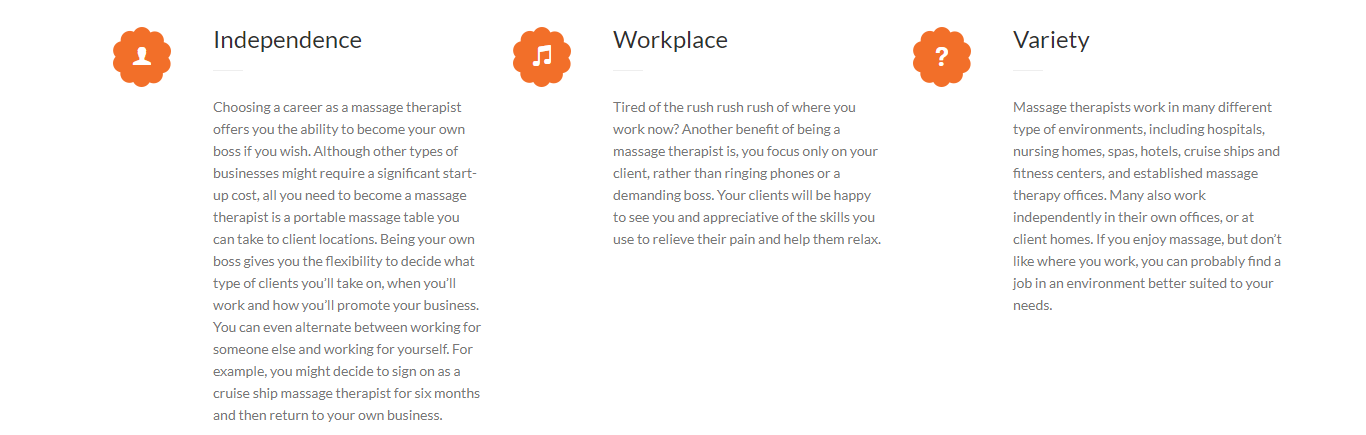 Independence
Choosing a career as a massage therapist
offers you the ability to become your own
boss if you wish. Although other types of
businesses might require a significant start-
up cost, all you need to become a massage
therapist is a portable massage table you
can take to client locations. Being your own
boss gives you the flexibility to decide what
type of clients you’ll take on, when you’ll
work and how you’ll promote your business.
You can even alternate between working for
someone else and working for yourself. For
example, you might decide to sign on as a
cruise ship massage therapist for six months
and then return to your own business.
Workplace
Tired of the rush rush rush of where you
work now? Another benefit of being a
massage therapist is, you focus only on your
client, rather than ringing phones or a
demanding boss. Your clients will be happy
to see you and appreciative of the skills you
use to relieve their pain and help them relax.
?
Variety
Massage therapists work in many different
type of environments, including hospitals,
nursing homes, spas, hotels, cruise ships and
fitness centers, and established massage
therapy offices. Many also work
independently in their own offices, or at
client homes. If you enjoy massage, but don’t
like where you work, you can probably find a
job in an environment better suited to your
needs.